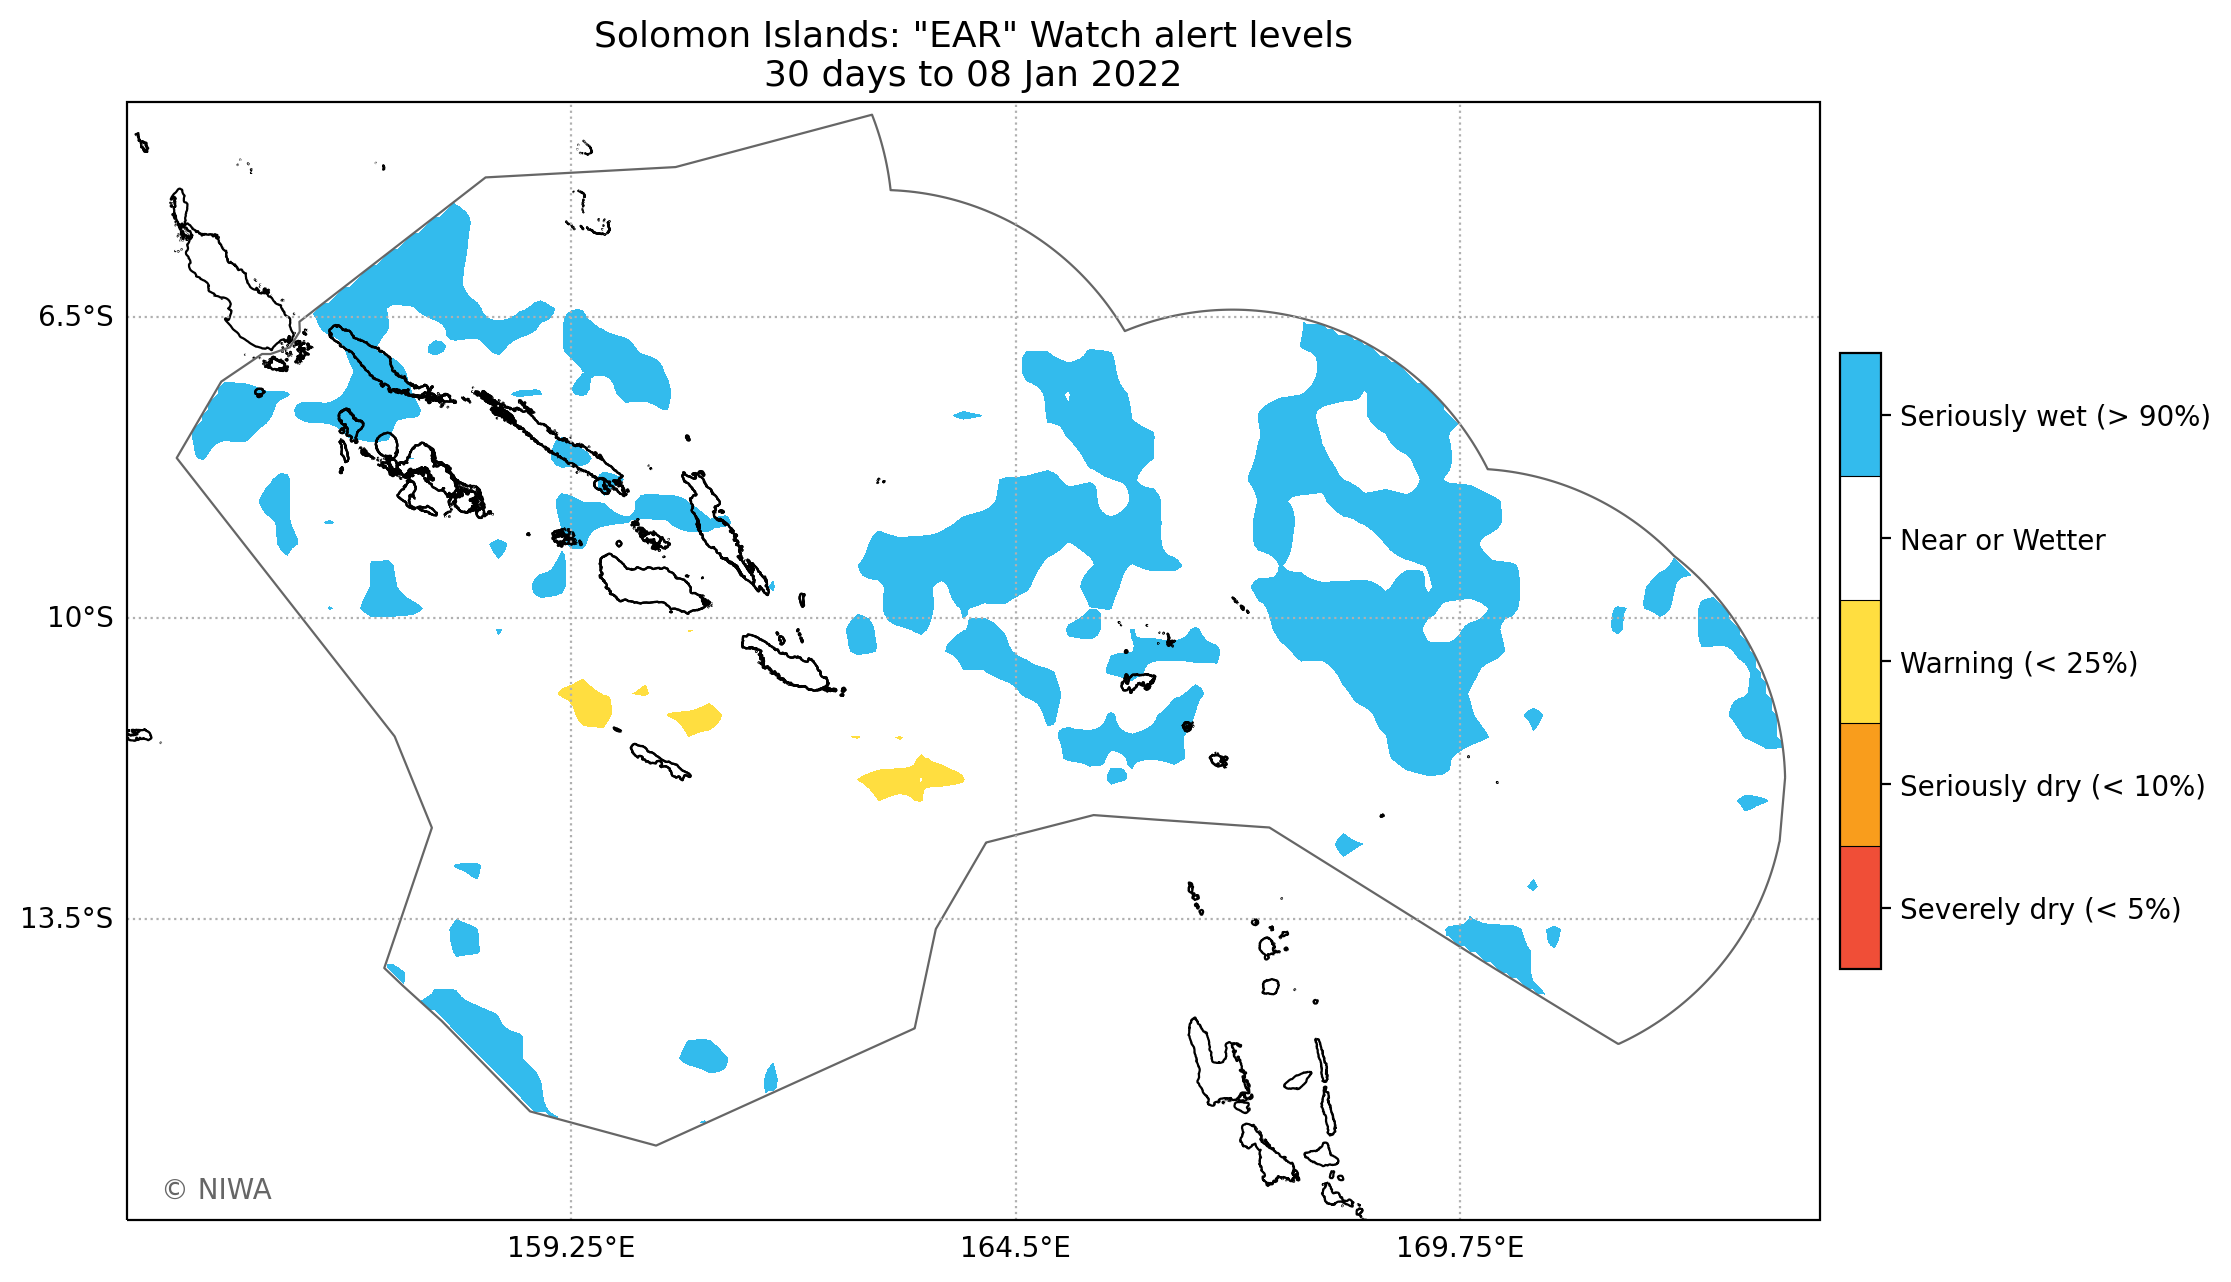 Solomon Islands: "EAR" Watch alert levels
30 days to 08 Jan 2022
6.5°S
10°S
13.5°S
159.25°E
164.5°E
169.75°E
© NIWA
Seriously wet (> 90%)
Near or Wetter
Warning (< 25%)
Seriously dry (< 10%)
Severely dry (< 5%)